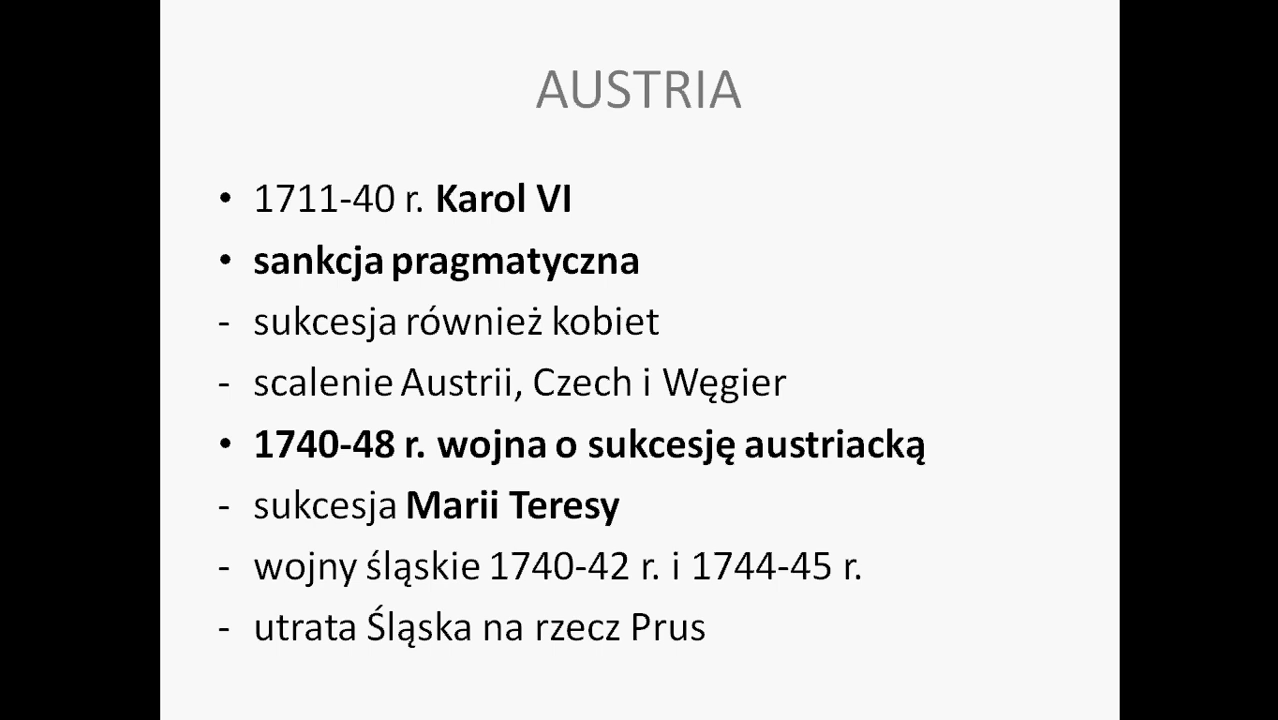 AUSTRIA
• 1711-40 r. Karol VI
• sankcja pragmatyczna
- sukcesja również kobiet
- scalenie Austrii, Czech i Węgier
• 1740-48 r. wojna o sukcesję austriacką
- sukcesja Marii Teresy
- wojny śląskie 1740-42 r. i 1744-45 r.
- utrata Śląska na rzecz Prus